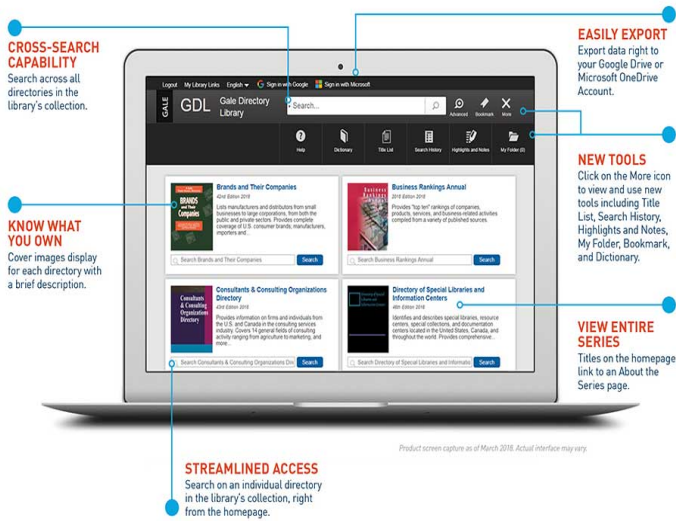 CROSS-SEARCH
CAPABILITY
Search across all
directories in the
library's collection.
EASILY EXPORT
Export data right to
your Google Drive or
Microsoft OneDrive
Account.
Logout My Library Links English Sign in with Google Sign in with Microsoft
GALE
GDL
Gale Directory
Library
Search...
Advanced Bookmark More
Help Dictionary Title List Search History Highlights and Notes My Folder (0)
NEW TOOLS
Click on the More icon
to view and use new
tools including Title
List, Search History,
Highlights and Notes,
My Folder, Bookmark,
and Dictionary.
KNOW WHAT
YOU OWN
Cover images display
for each directory with
a brief description.
BRANDS
and Their
Companies
Brands and Their Companies
42nd Edition 2018
Lists manufacturers and distributors from small
businesses to large corporations, from both the
public and private sectors. Provides complete
coverage of U.S. consumer brands, manufacturers,
importers and...
Search Brands and Their Companies Search
Business
Rankings
Annual
Business Rankings Annual
2018 Edition 2018
Provides "top ten" rankings of companies,
products, services, and business-related activities
compiled from a variety of published sources.
Search Business Rankings Annual Search
Consultants
& Consulting
Organizations
Directory
Consultants & Consulting Organizations
Directory
43rd Edition 2018
Provides information on firms and individuals from
the U.S. and Canada in the consulting services
industry. Covers 14 general fields of consulting
activity ranging from agriculture to marketing, and
more..
Search Consultants & Consulting Organizations Dir Search
Directory of Special Libraries and
Information Centers
46th Edition 2018
Identifies and describes special libraries, resource
centers, special collections, and documentation
centers located in the United States, Canada, and
throughout the world. Provides comprehensive..
Search Directory of Special Libraries and Informatio Search
VIEW ENTIRE
SERIES
Titles on the homepage
link to an About the
Series page.
Product screen capture as of March 2018. Actual interface may vary.
STREAMLINED ACCESS
Search on an individual directory
in the library's collection, right
from the homepage.